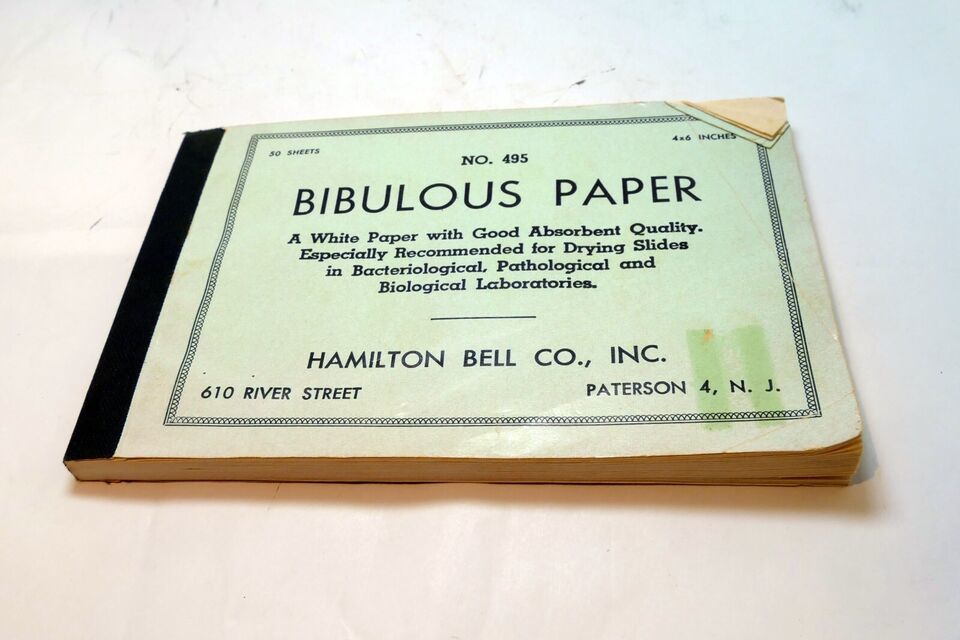 50 SHEETS
4x6 INCHES
NO. 495
BIBULOUS PAPER
A White Paper with Good Absorbent Quality.
Especially Recommended for Drying Slides
in Bacteriological, Pathological and
Biological Laboratories.
HAMILTON BELL CO., INC.
610 RIVER STREET
PATERSON 4, N. J.